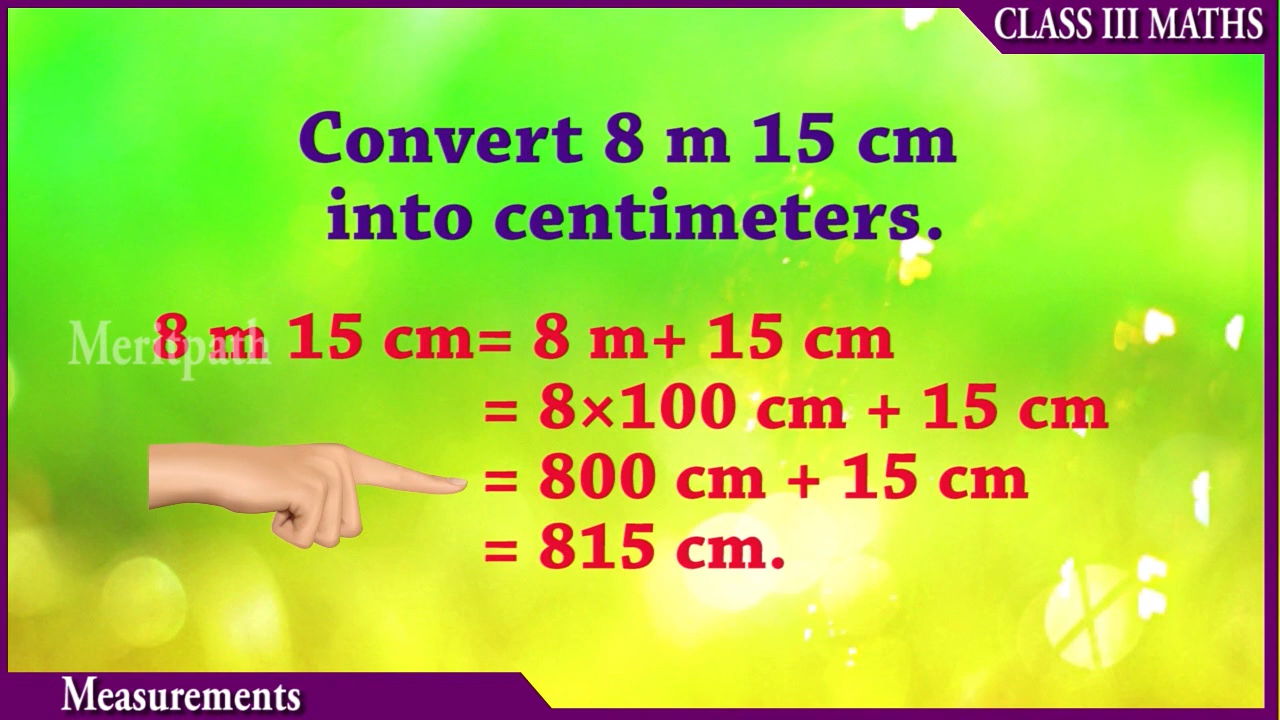 CLASS III MATHS
Convert 8 m 15 cm
into centimeters.
Meritpath
8 m 15 cm= 8 m+ 15 cm
= 8×100 cm + 15 cm
= 800 cm + 15 cm
= 815 cm.
Measurements